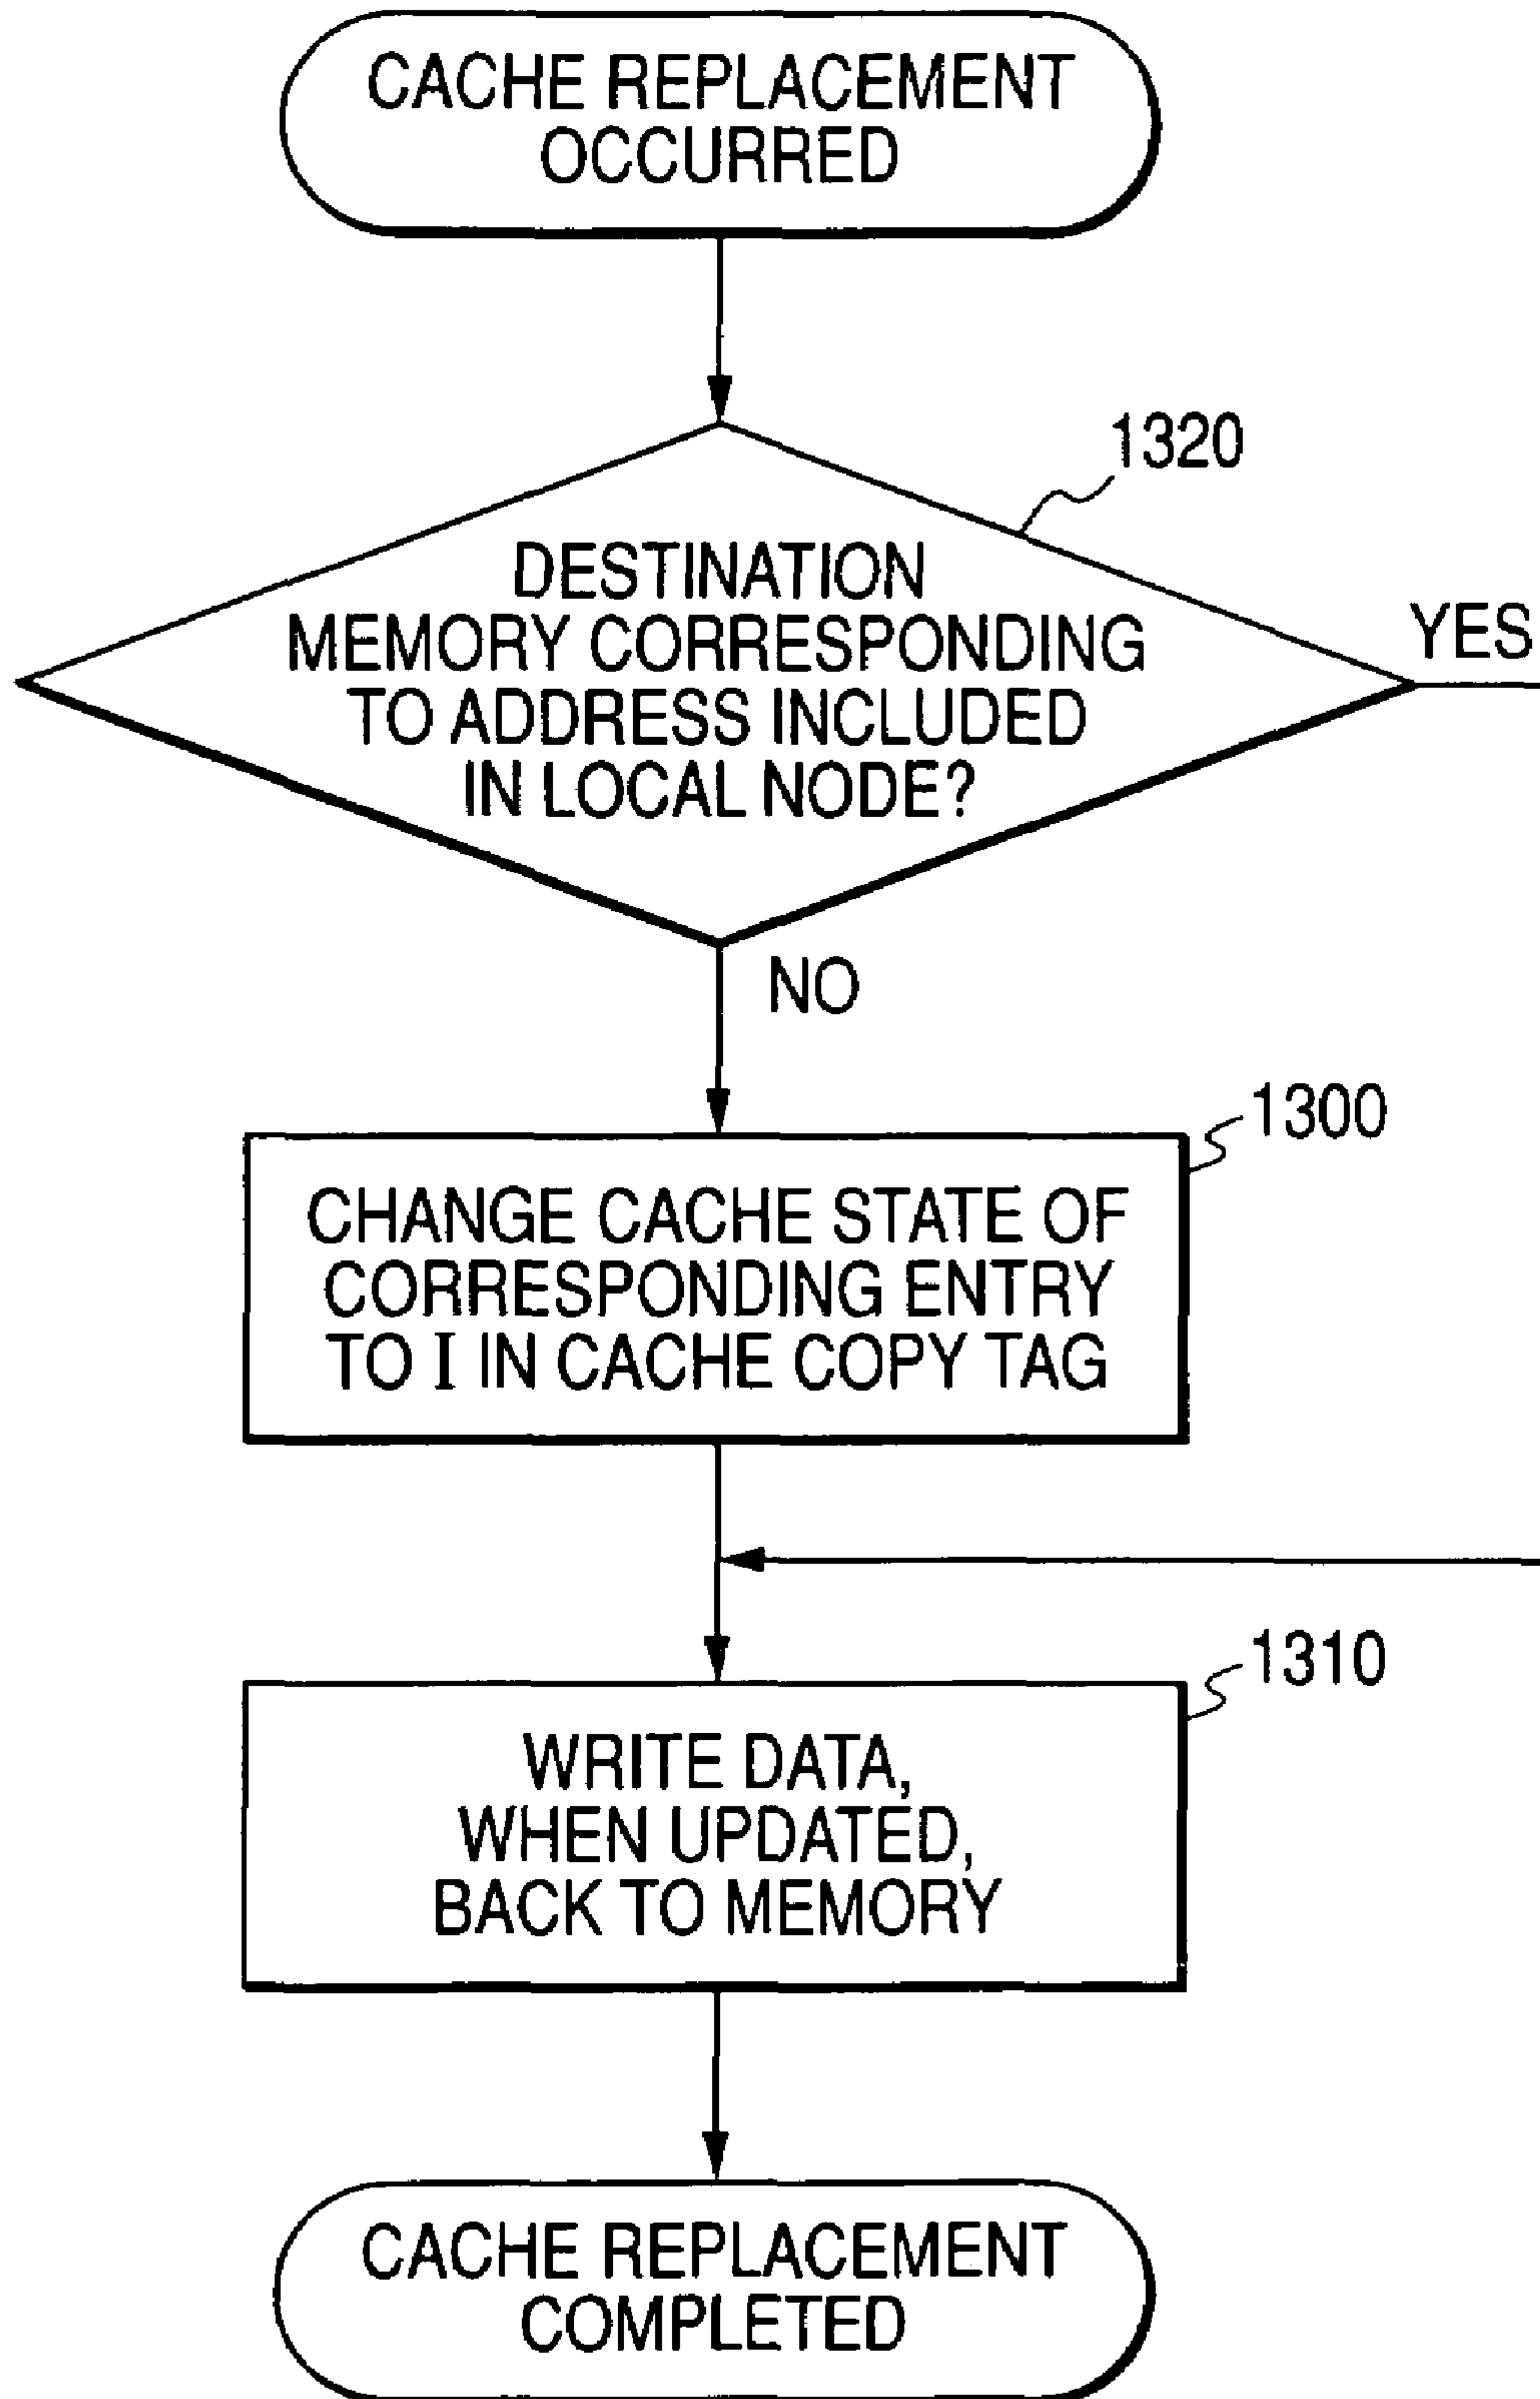 CACHE REPLACEMENT
OCCURRED
1320
DESTINATION
MEMORY CORRESPONDING
TO ADDRESS INCLUDED
IN LOCAL NODE?
YES
NO
1300
CHANGE CACHE STATE OF
CORRESPONDING ENTRY
TO I IN CACHE COPY TAG
1310
WRITE DATA,
WHEN UPDATED,
BACK TO MEMORY
CACHE REPLACEMENT
COMPLETED